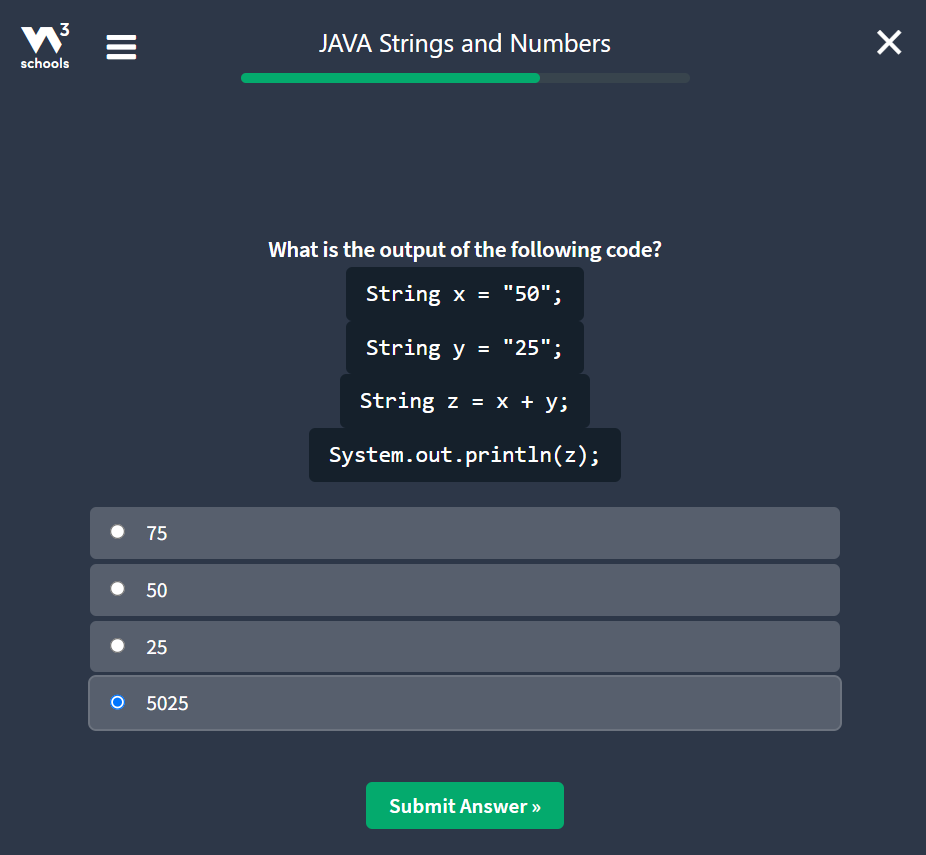 3
schools
JAVA Strings and Numbers
What is the output of the following code?
String x = "50";
String y = "25";
String z = x + y;
System.out.println(z);
75
50
25
5025
Submit Answer »